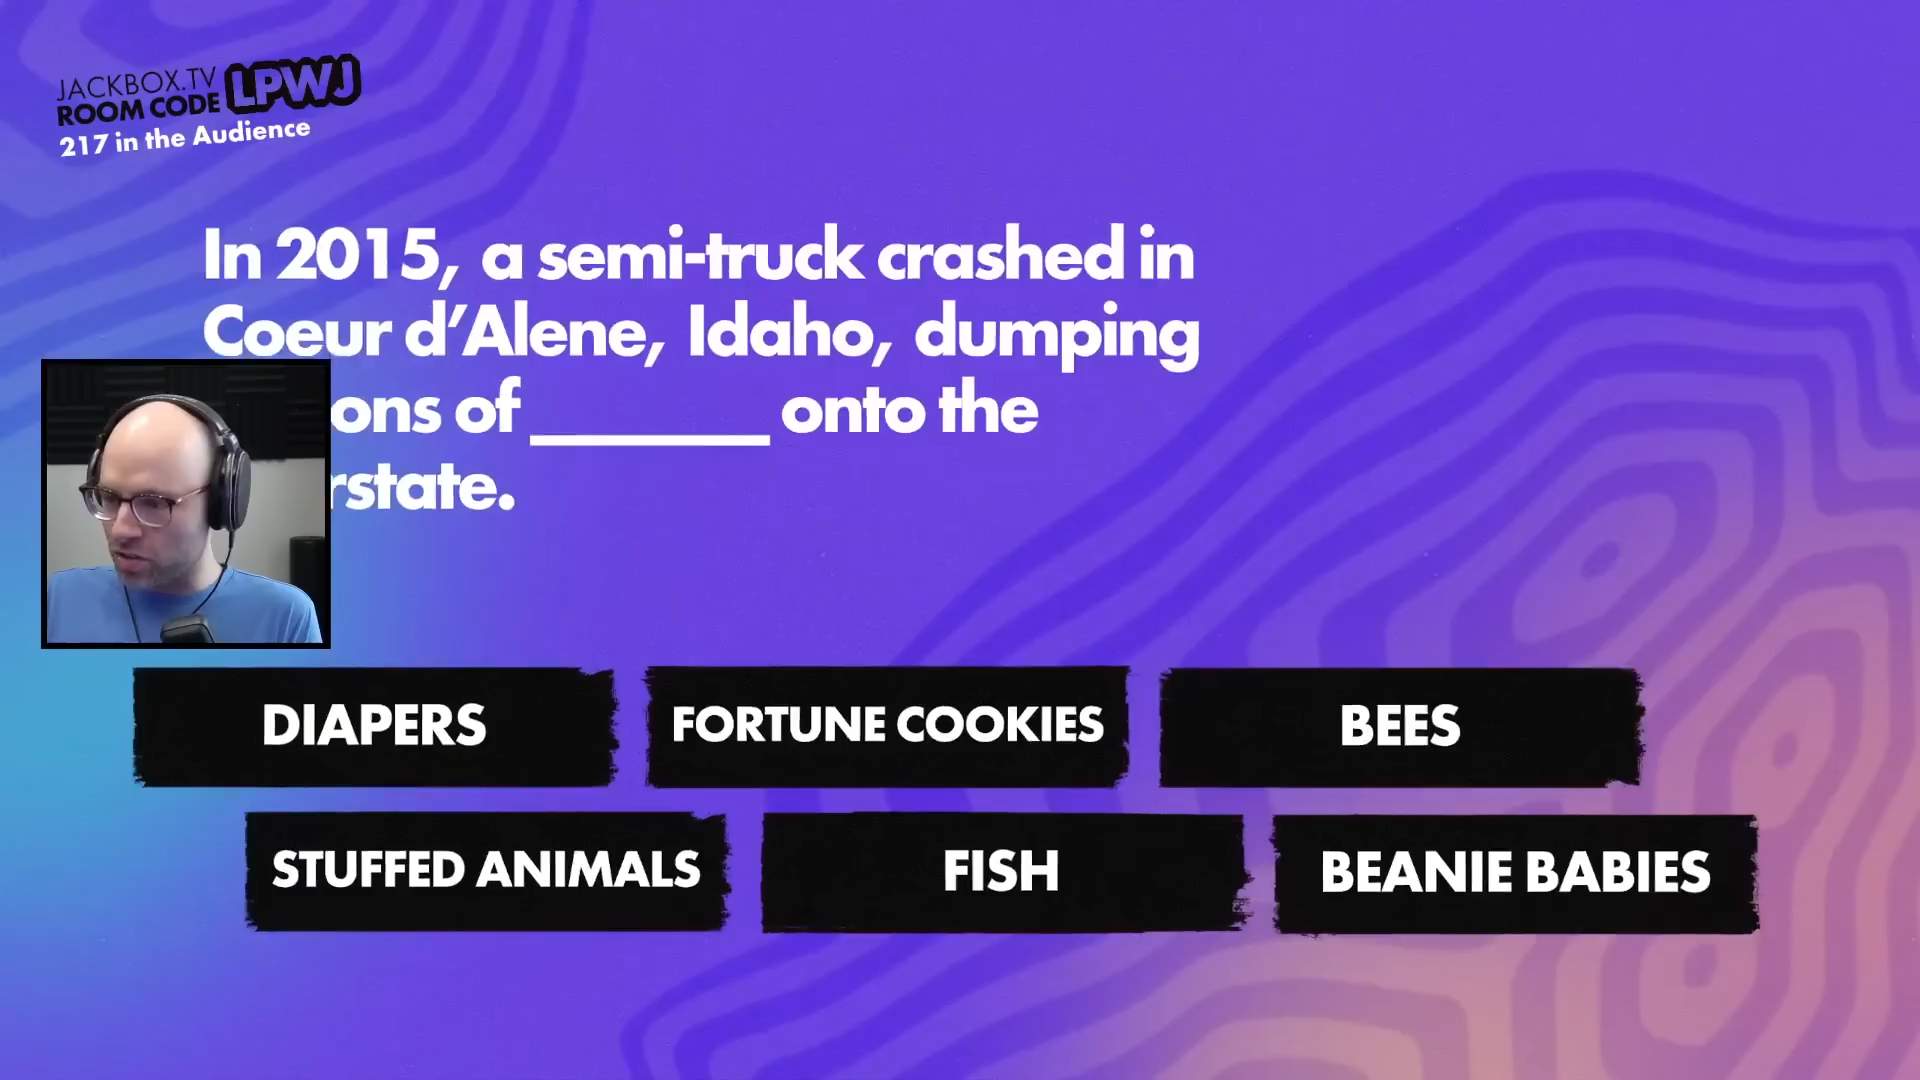 JACKBOX.TV
ROOM CODE LPWJ
217 in the Audience
In 2015, a semi-truck crashed in
Coeur d’Alene, Idaho, dumping
ons of ______ onto the
rstate.
DIAPERS
FORTUNE COOKIES
BEES
STUFFED ANIMALS
FISH
BEANIE BABIES